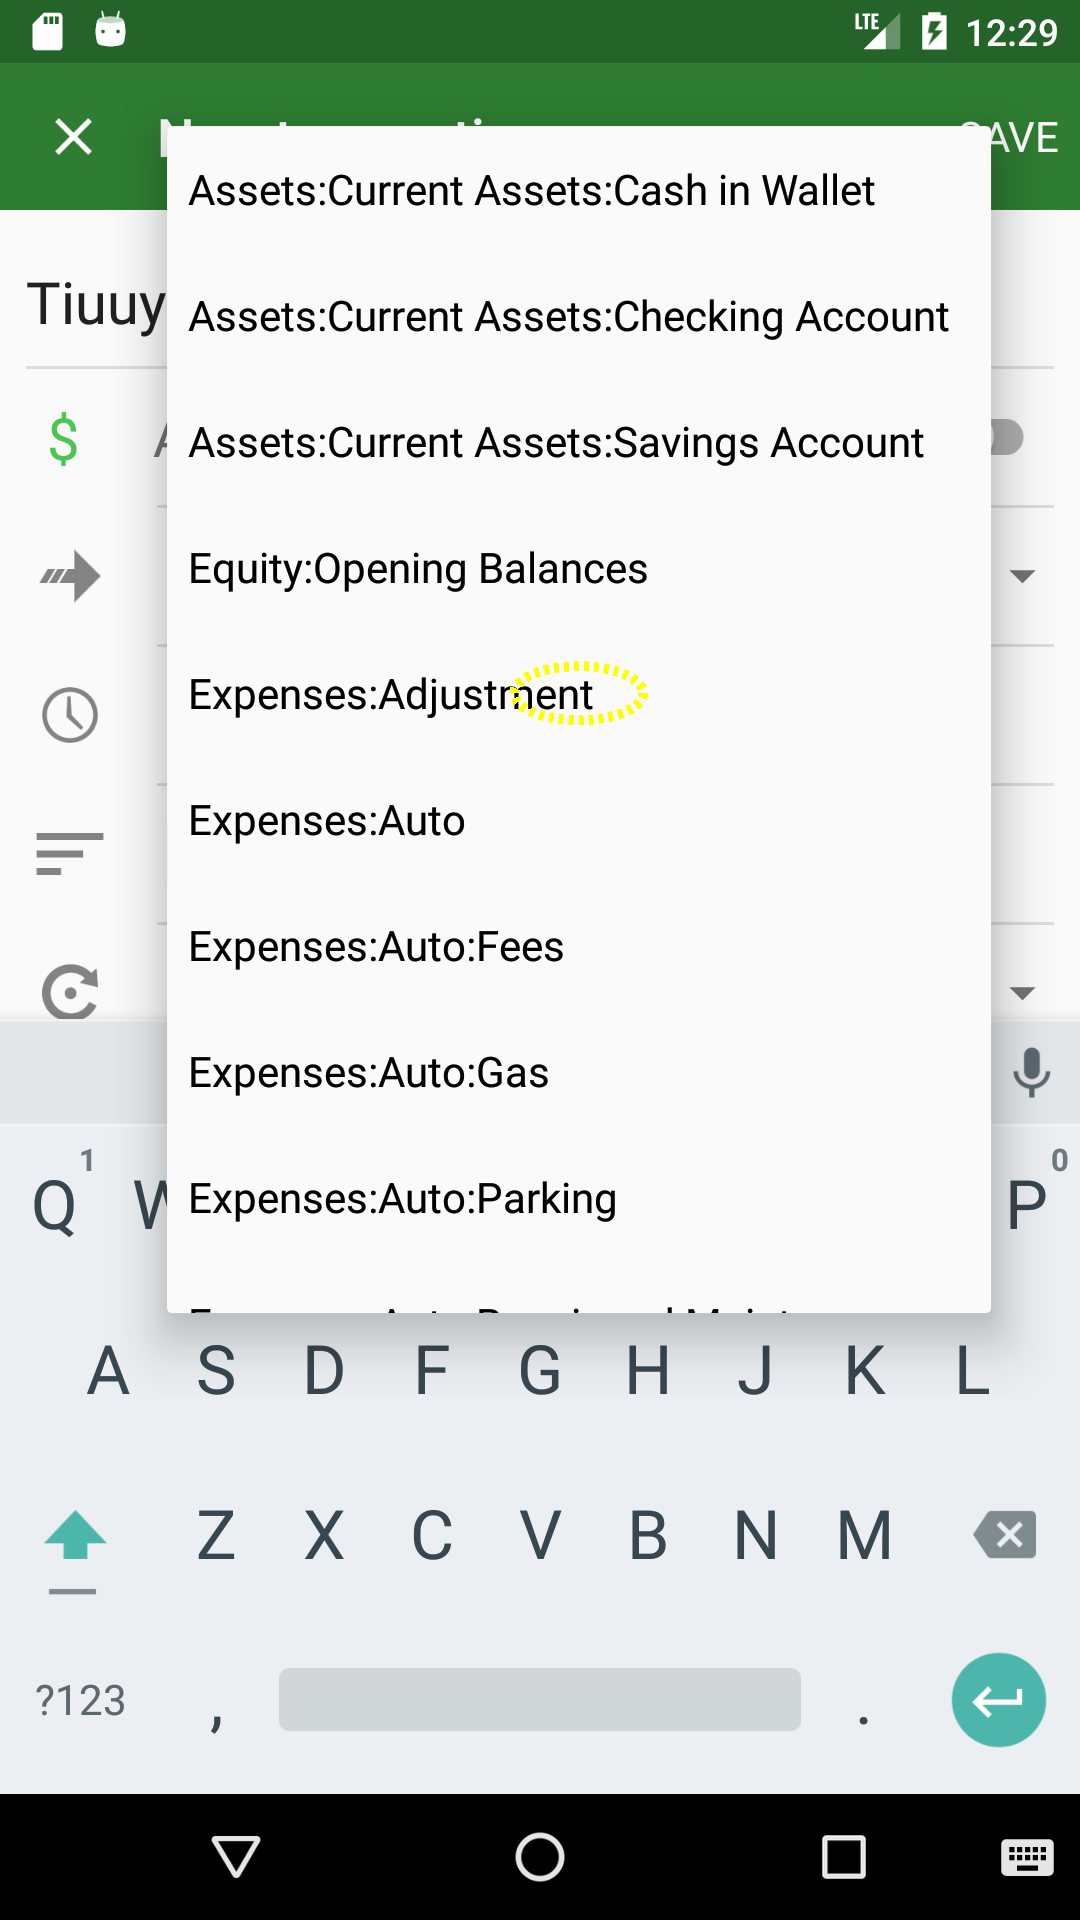 LTE 12:29
SAVE
Assets:Current Assets:Cash in Wallet
Tiuuy
Assets:Current Assets:Checking Account
$
Assets:Current Assets:Savings Account
Equity:Opening Balances
Expenses:Adjustment
Expenses:Auto
Expenses:Auto:Fees
Expenses:Auto:Gas
Expenses:Auto:Parking
1 0
Q W P
A S D F G H J K L
Z X C V B N M
?123 , .